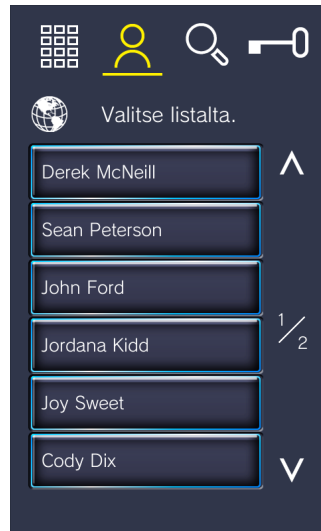 Valitse listalta.
Derek McNeill
Sean Peterson
John Ford
1/2
Jordana Kidd
Joy Sweet
Cody Dix